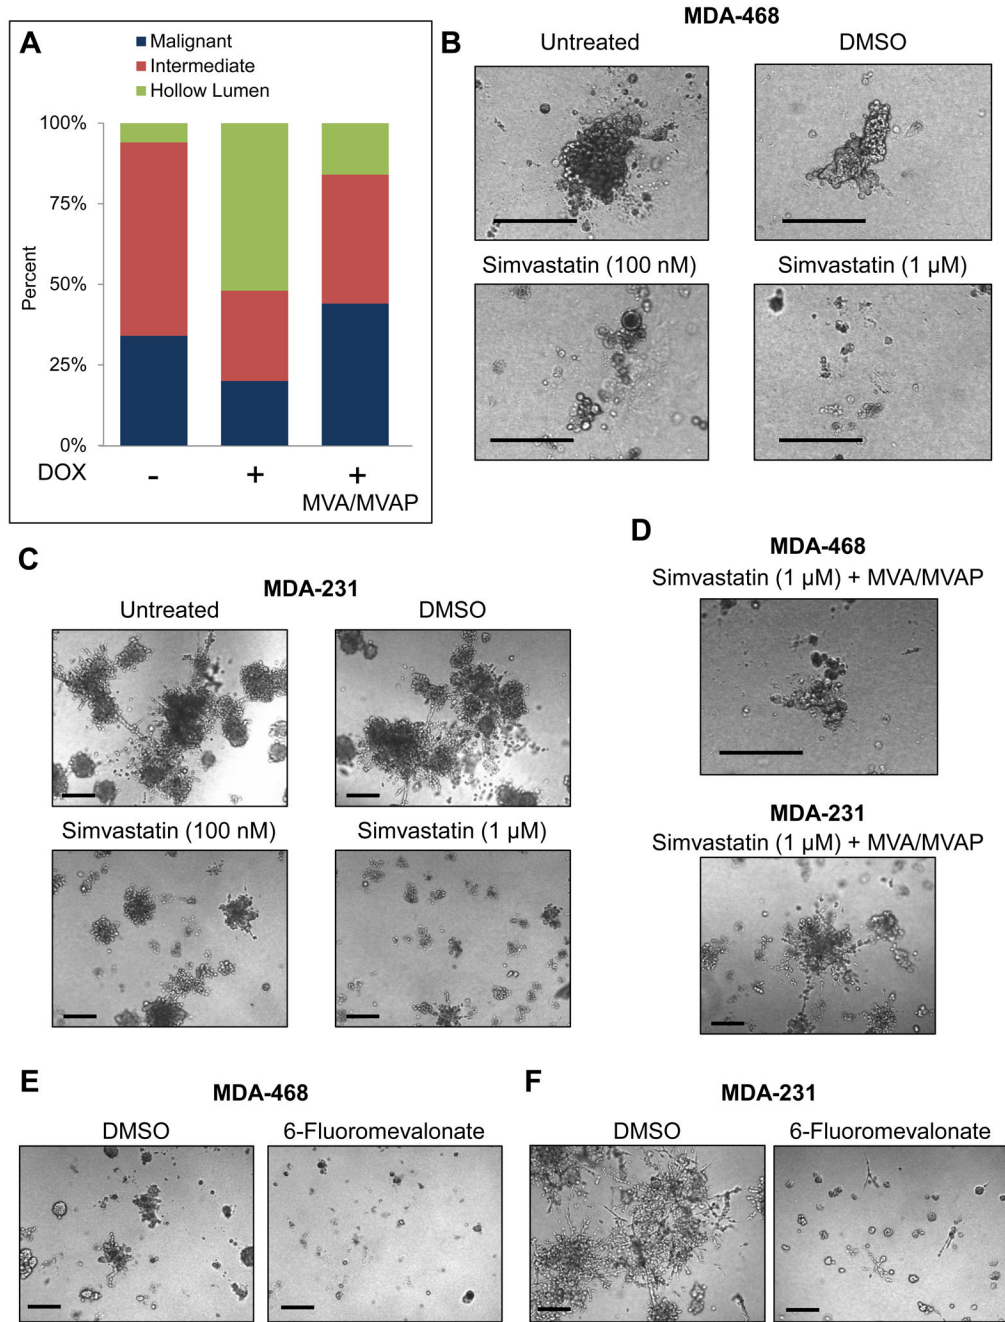 A
Malignant
Intermediate
Hollow Lumen
100%
75%
50%
25%
0%
Percent
DOX - + +
MVA/MVAP
B
MDA-468
Untreated DMSO
Simvastatin (100 nM) Simvastatin (1 µM)
C
MDA-231
Untreated DMSO
Simvastatin (100 nM) Simvastatin (1 µM)
D
MDA-468
Simvastatin (1 µM) + MVA/MVAP
MDA-231
Simvastatin (1 µM) + MVA/MVAP
E
MDA-468
DMSO 6-Fluoromevalonate
F
MDA-231
DMSO 6-Fluoromevalonate